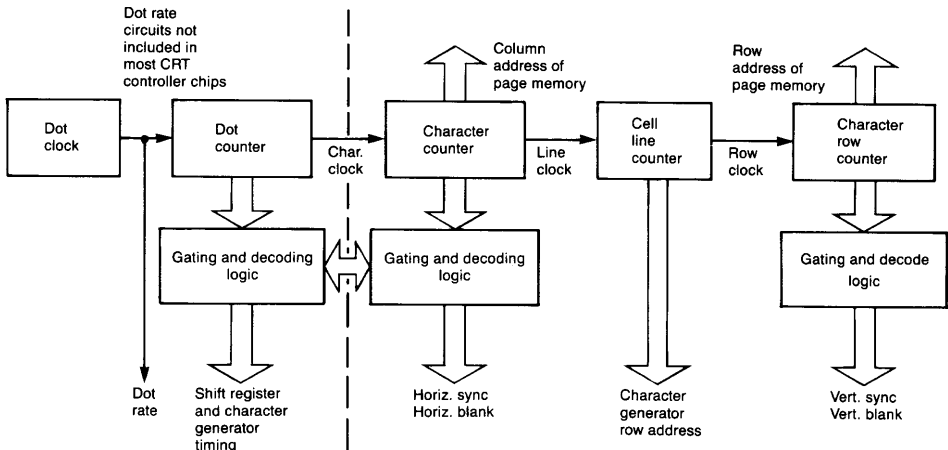 Dot rate
circuits not
included in
most CRT
controller chips
Column
address of
page memory
Row
address of
page memory
Dot
clock
Dot
counter
Char.
clock
Character
counter
Line
clock
Cell
line
counter
Row
clock
Character
row
counter
Gating and decoding
logic
Gating and decoding
logic
Gating and decode
logic
Dot
rate
Shift register
and character
generator
timing
Horiz. sync
Horiz. blank
Character
generator
row address
Vert. sync
Vert. blank